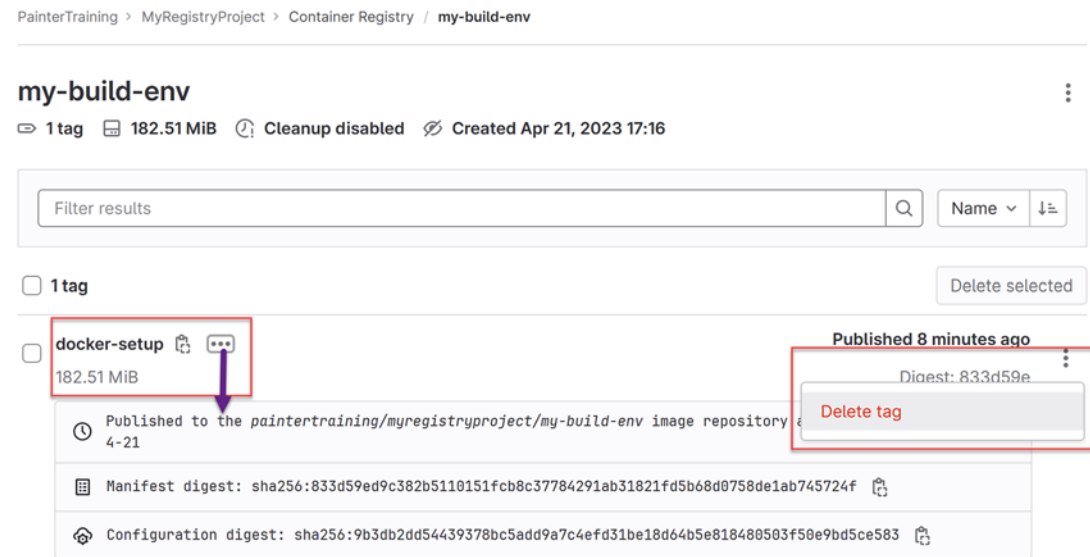 PainterTraining > MyRegistryProject > Container Registry / my-build-env
my-build-env
1 tag 182.51 MiB Cleanup disabled Created Apr 21, 2023 17:16
Filter results Name
1 tag Delete selected
docker-setup Published 8 minutes ago
182.51 MiB Digest: 833d59e
Delete tag
Published to the paintertraining/myregistryproject/my-build-env image repository
4-21
Manifest digest: sha256:833d59ed9c382b5110151fcb8c37784291ab31821fd5b68d0758de1ab745724f
Configuration digest: sha256:9b3db2dd54439378bc5add9a7c4efd31be18d64b5e818480503f50e9bd5ce583